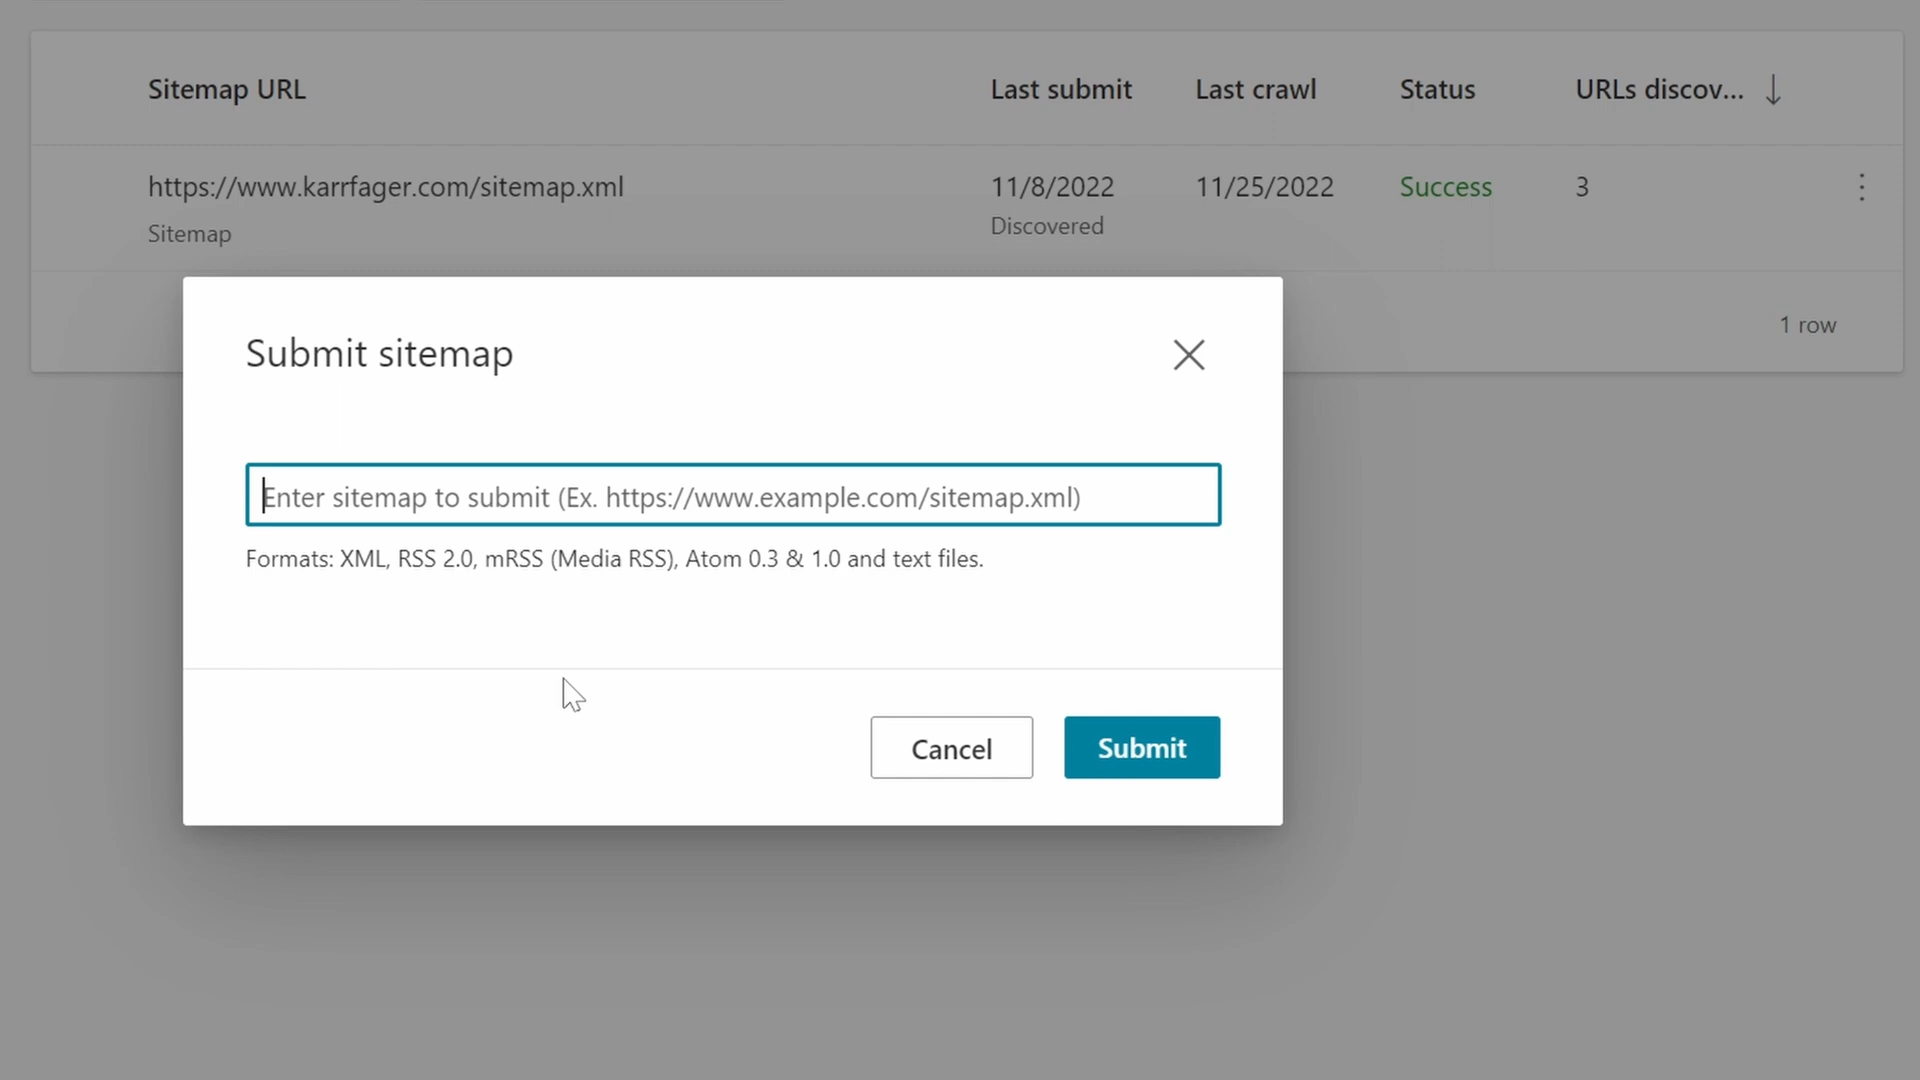 Sitemap URL Last submit Last crawl Status URLs discov...
https://www.karrfager.com/sitemap.xml 11/8/2022 11/25/2022 Success 3
Sitemap Discovered
1 row
Submit sitemap
Enter sitemap to submit (Ex. https://www.example.com/sitemap.xml)
Formats: XML, RSS 2.0, mRSS (Media RSS), Atom 0.3 & 1.0 and text files.
Cancel Submit